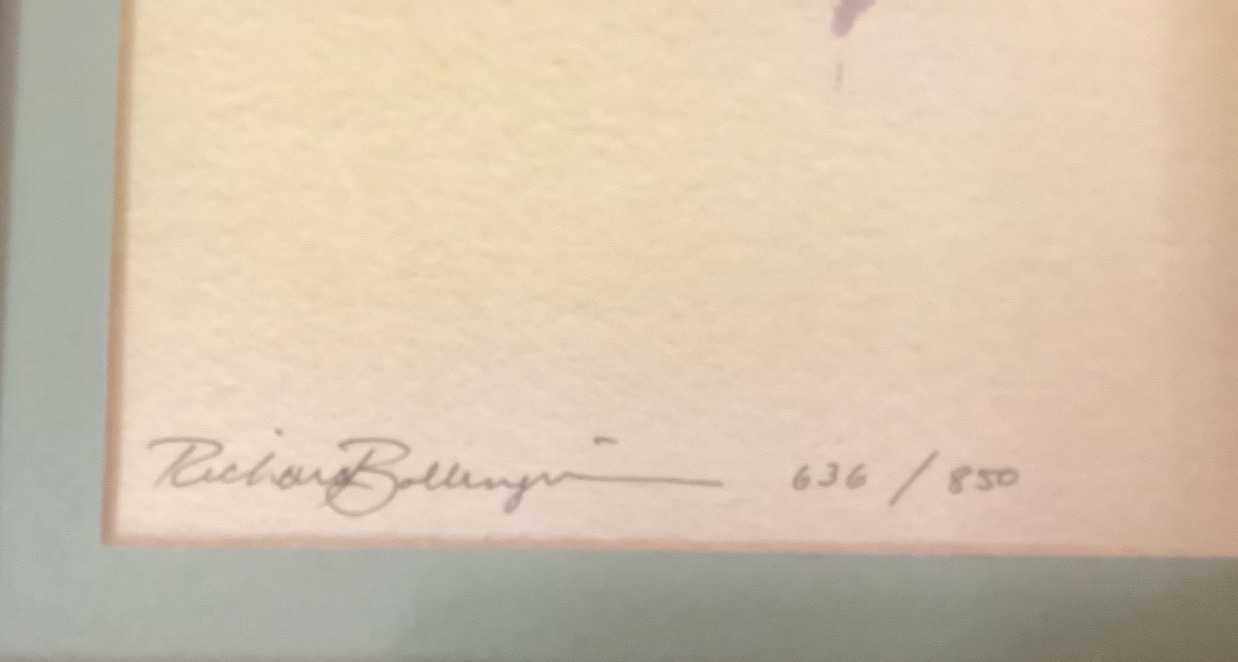 Richard Bollinger 636 / 850